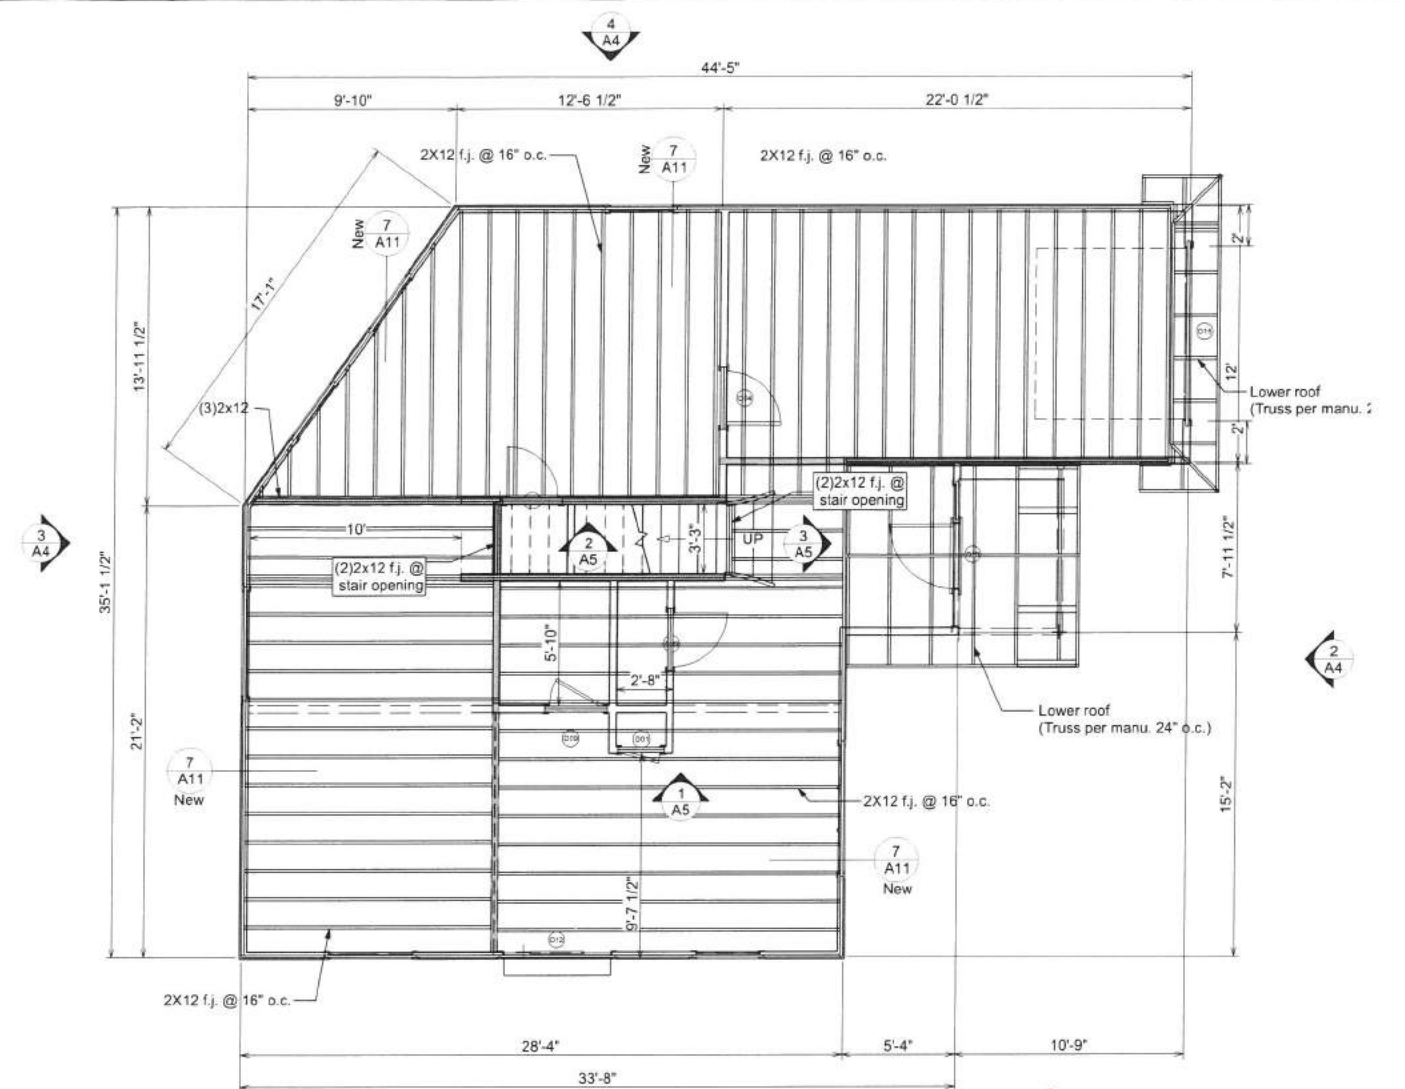 4
A4
44'-5"
9'-10"
12'-6 1/2"
22'-0 1/2"
2X12 f.j. @ 16" o.c.
New
7
A11
2X12 f.j. @ 16" o.c.
New
7
A11
17'-1"
13'-11 1/2"
2'
12'
2'
D04
Lower roof
(Truss per manu. 2
(3)2x12
(2)2x12 f.j. @
stair opening
3
A4
10'
2
A5
3'-3"
UP
3
A5
(2)2x12 f.j. @
stair opening
35'-1 1/2"
7'-11 1/2"
5'-10"
2'-8"
2
A4
Lower roof
(Truss per manu. 24" o.c.)
21'-2"
D01
7
A11
New
1
A5
2X12 f.j. @ 16" o.c.
15'-2"
7
A11
New
9'-7 1/2"
D12
2X12 f.j. @ 16" o.c.
28'-4"
5'-4"
10'-9"
33'-8"